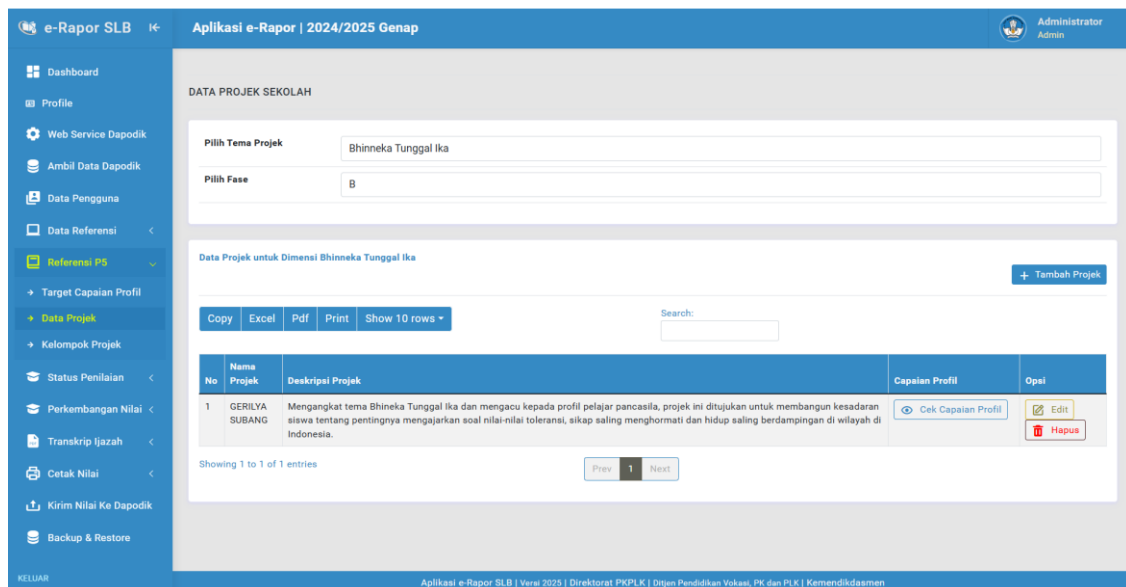 e-Rapor SLB
Aplikasi e-Rapor | 2024/2025 Genap
Administrator
Admin
Dashboard
Profile
Web Service Dapodik
Ambil Data Dapodik
Data Pengguna
Data Referensi
Referensi P5
Target Capaian Profil
Data Projek
Kelompok Projek
Status Penilaian
Perkembangan Nilai
Transkrip Ijazah
Cetak Nilai
Kirim Nilai Ke Dapodik
Backup & Restore
KELUAR
DATA PROJEK SEKOLAH
Pilih Tema Projek
Bhinneka Tunggal Ika
Pilih Fase
B
Data Projek untuk Dimensi Bhinneka Tunggal Ika
+ Tambah Projek
Copy Excel Pdf Print Show 10 rows
Search:
No Nama Projek Deskripsi Projek Capaian Profil Opsi
1 GERILYA SUBANG
Mengangkat tema Bhineka Tunggal Ika dan mengacu kepada profil pelajar pancasila, projek ini ditujukan untuk membangun kesadaran
siswa tentang pentingnya mengajarkan soal nilai-nilai toleransi, sikap saling menghormati dan hidup saling berdampingan di wilayah di
Indonesia.
Cek Capaian Profil
Edit
Hapus
Showing 1 to 1 of 1 entries
Prev 1 Next
Aplikasi e-Rapor SLB | Versi 2025 | Direktorat PKPLK | Ditjen Pendidikan Vokasi, PK dan PLK | Kemendikdasmen